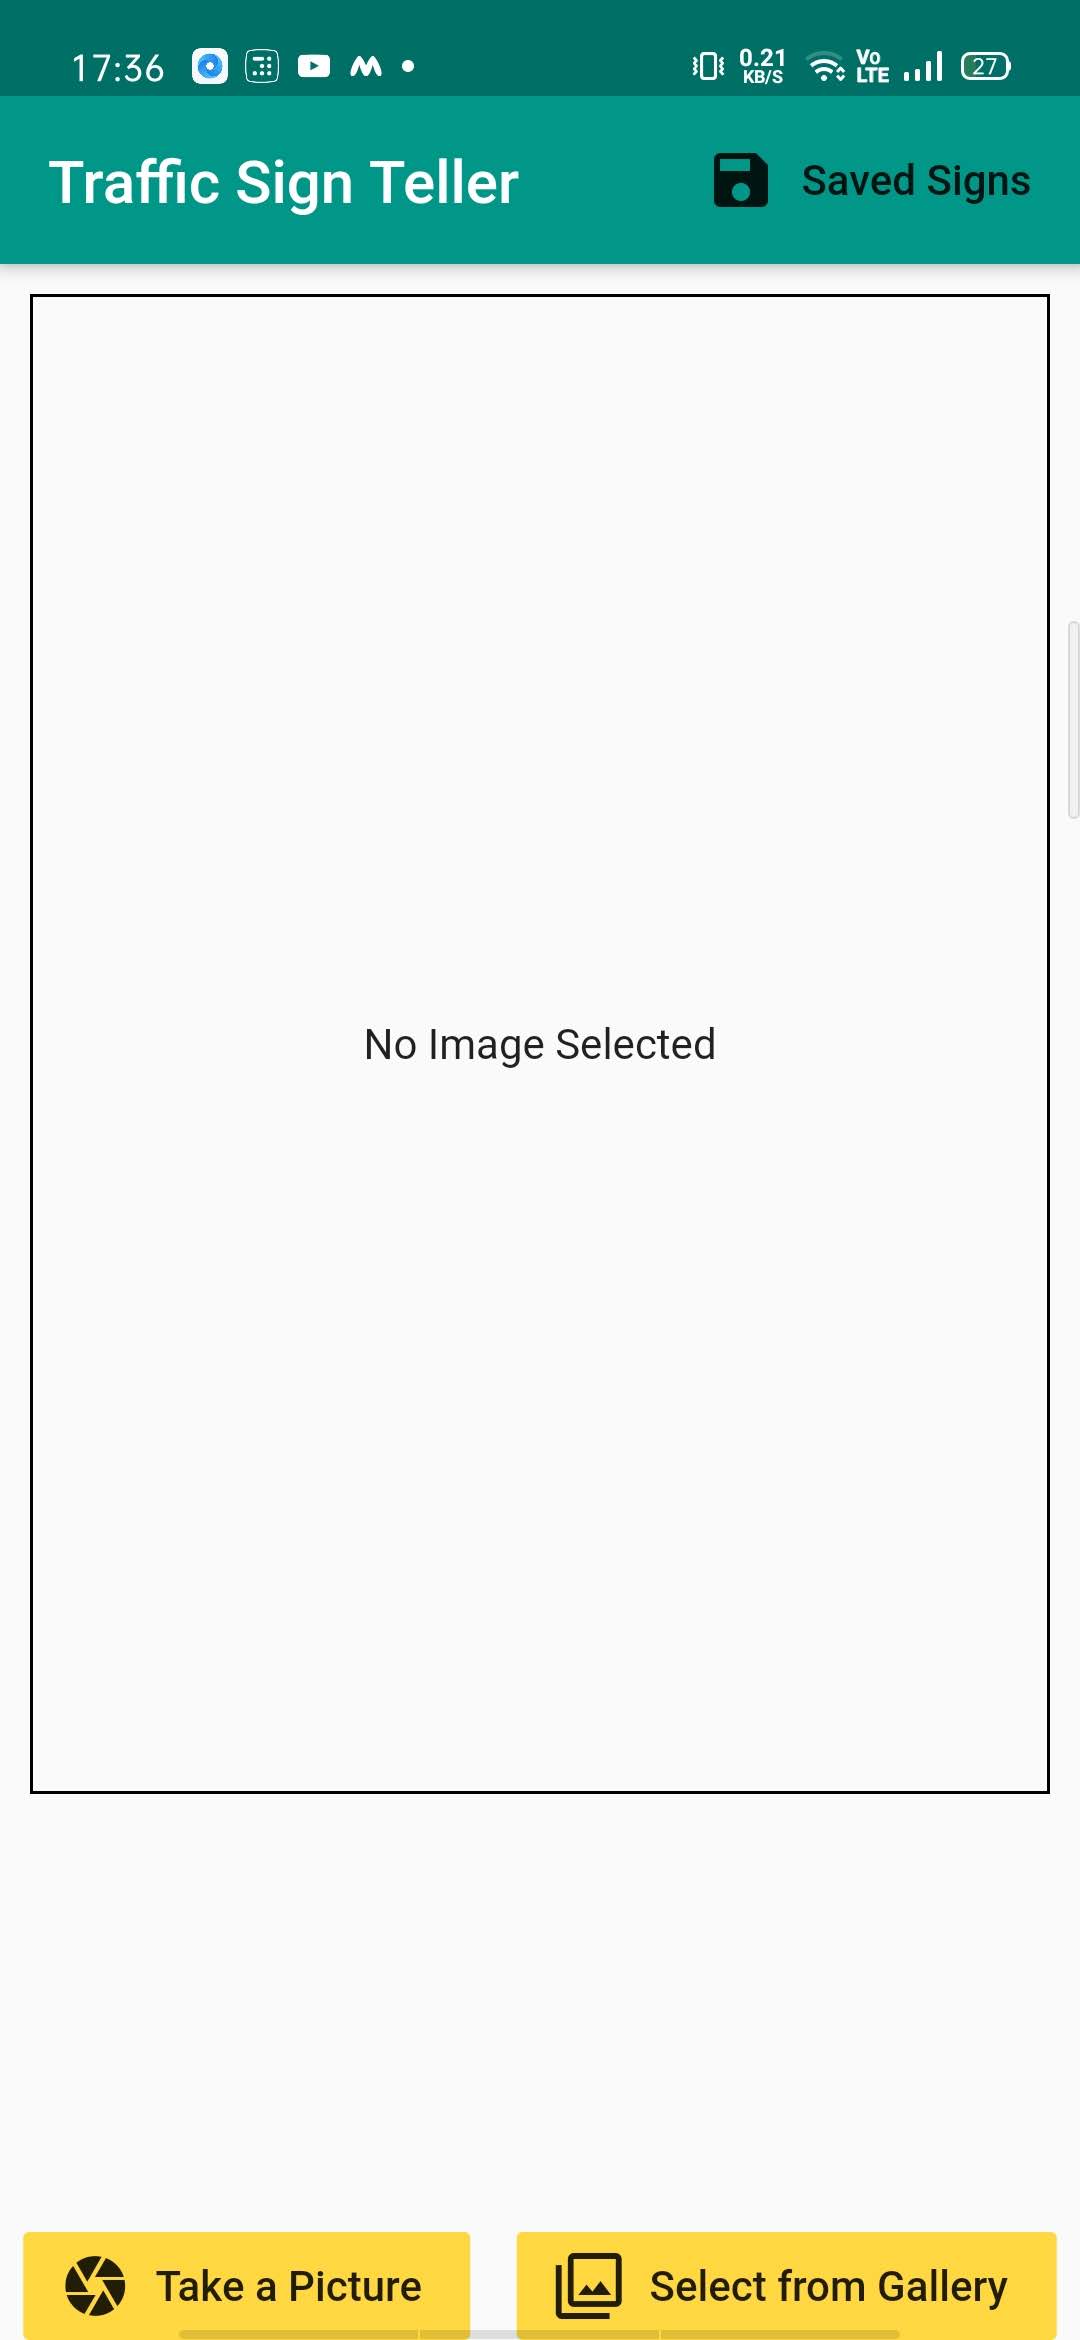 17:36
0.21 KB/S
Vo LTE
27
Traffic Sign Teller
Saved Signs
No Image Selected
Take a Picture
Select from Gallery